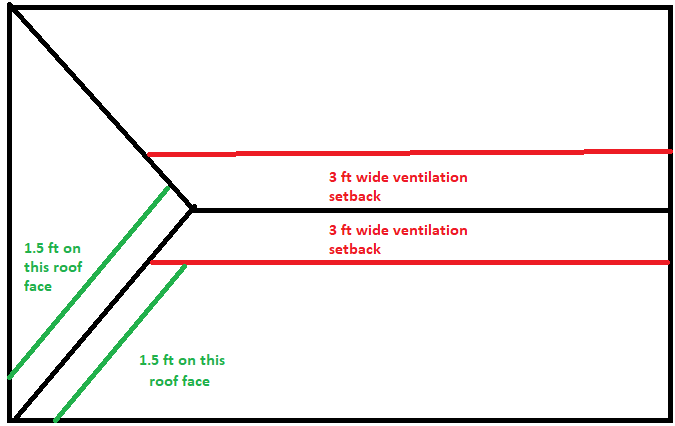 3 ft wide ventilation
setback
3 ft wide ventilation
setback
1.5 ft on
this roof
face
1.5 ft on this
roof face